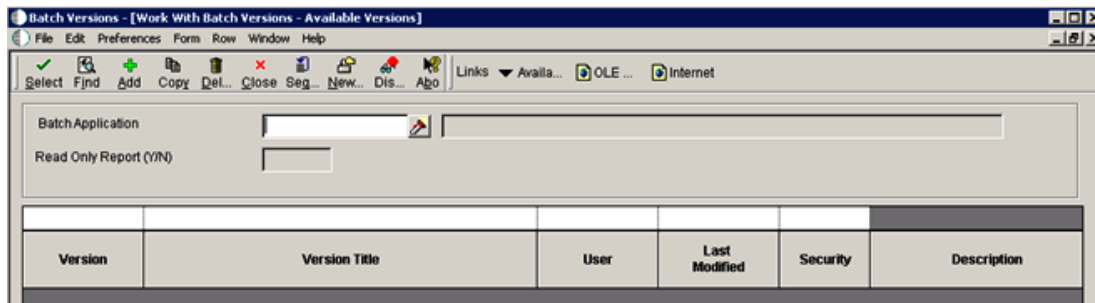 Batch Versions - [Work With Batch Versions - Available Versions]
File Edit Preferences Form Row Window Help
Select Find Add Copy Del... Close Seq... New... Dis... Abo Links Availa... OLE ... Internet
Batch Application
Read Only Report (Y/N)
Version Version Title User Last Modified Security Description